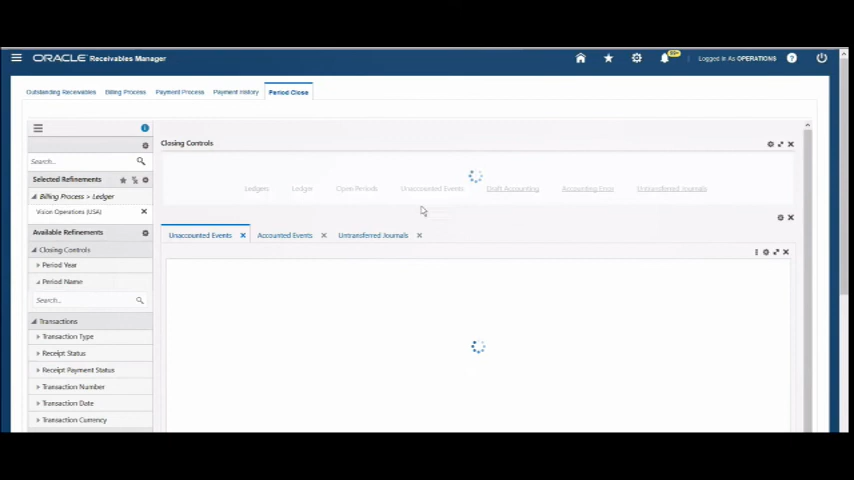 ORACLE Receivables Manager
99+
Logged In As OPERATIONS
?
Outstanding Receivables Billing Process Payment Process Payment History Period Close
i
Closing Controls
Search...
Ledgers Ledger Open Periods Unaccounted Events Draft Accounting Accounting Error Untransferred Journals
Selected Refinements
Billing Process > Ledger
Vision Operations (USA)
Unaccounted Events Accounted Events Untransferred Journals
Available Refinements
Closing Controls
Period Year
Period Name
Search...
Transactions
Transaction Type
Receipt Status
Receipt Payment Status
Transaction Number
Transaction Date
Transaction Currency